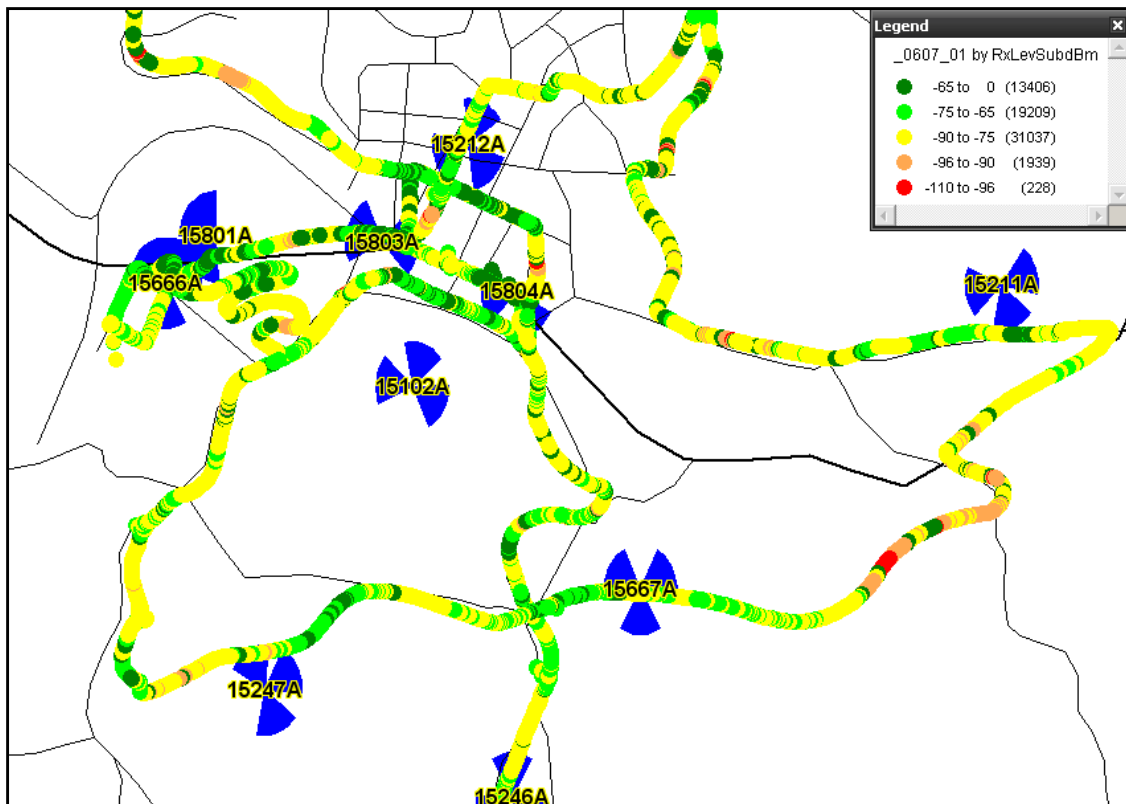 Legend
_0607_01 by RxLevSubdBm
-65 to 0 (13406)
-75 to -65 (19209)
-90 to -75 (31037)
-96 to -90 (1939)
-110 to -96 (228)
15212A
15801A
15803A
15666A
15804A
15211A
15102A
15667A
15247A
15246A